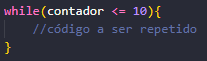 while(contador <= 10){
    //código a ser repetido
}